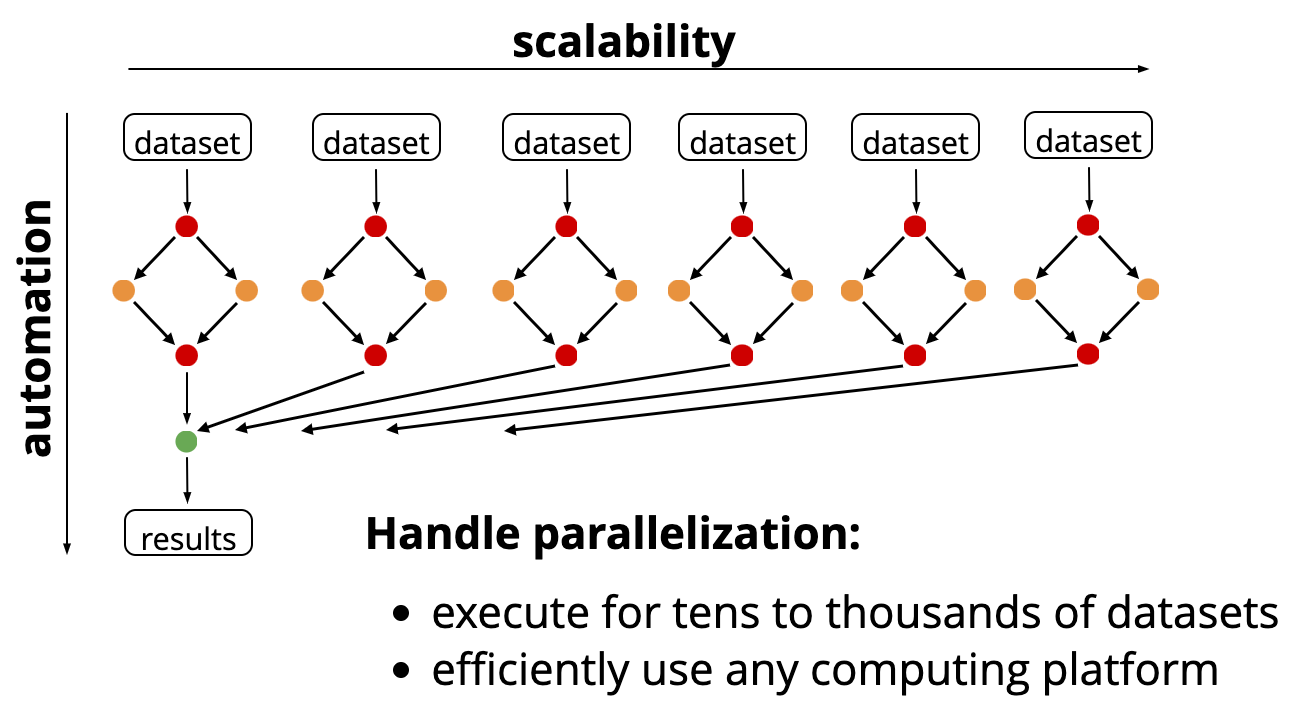 scalability
dataset
dataset
dataset
dataset
dataset
dataset
automation
results
Handle parallelization:
• execute for tens to thousands of datasets
• efficiently use any computing platform